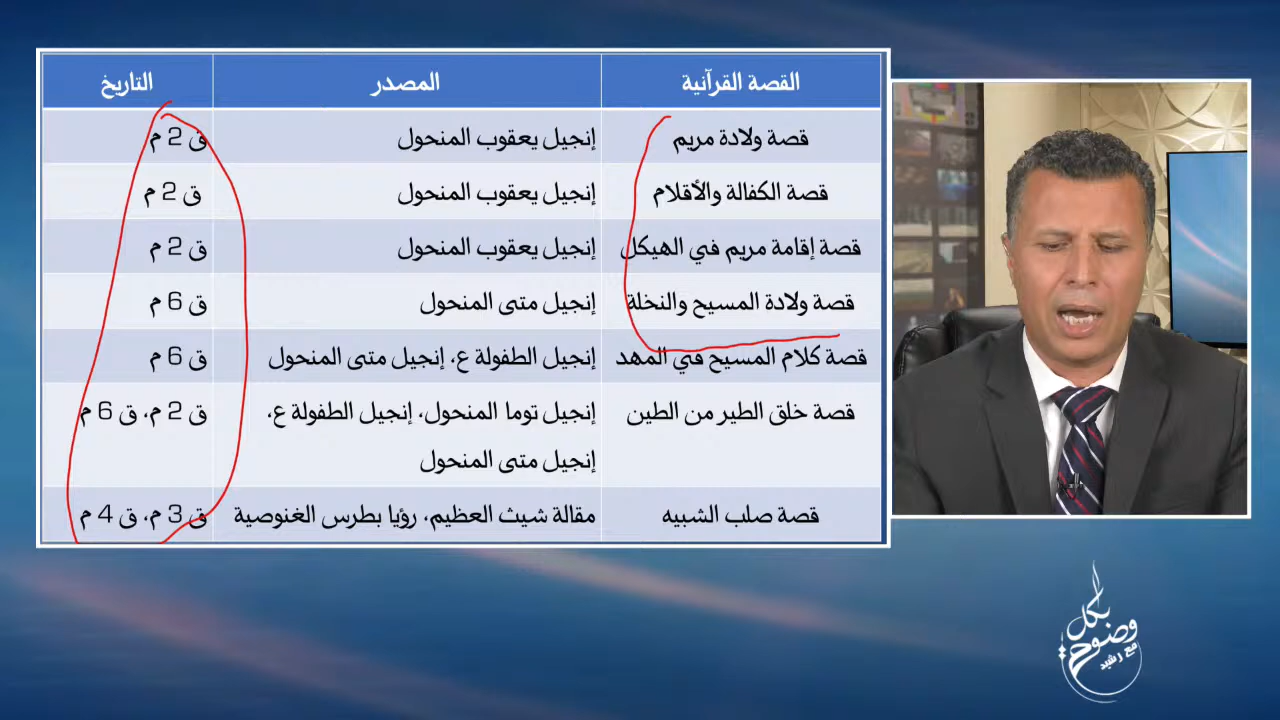 القصة القرآنية المصدر التاريخ
قصة ولادة مريم إنجيل يعقوب المنحول ق 2 م
قصة الكفالة والأقلام إنجيل يعقوب المنحول ق 2 م
قصة إقامة مريم في الهيكل إنجيل يعقوب المنحول ق 2 م
قصة ولادة المسيح والنخلة إنجيل متى المنحول ق 6 م
قصة كلام المسيح في المهد إنجيل الطفولة ع، إنجيل متى المنحول ق 6 م
قصة خلق الطير من الطين إنجيل توما المنحول، إنجيل الطفولة ع، ق 2 م، ق 6 م
إنجيل متى المنحول
قصة صلب الشبيه مقالة شيث العظيم، رؤيا بطرس الغنوصية ق 3 م، ق 4 م
بكل
وضوح
مع رشيد